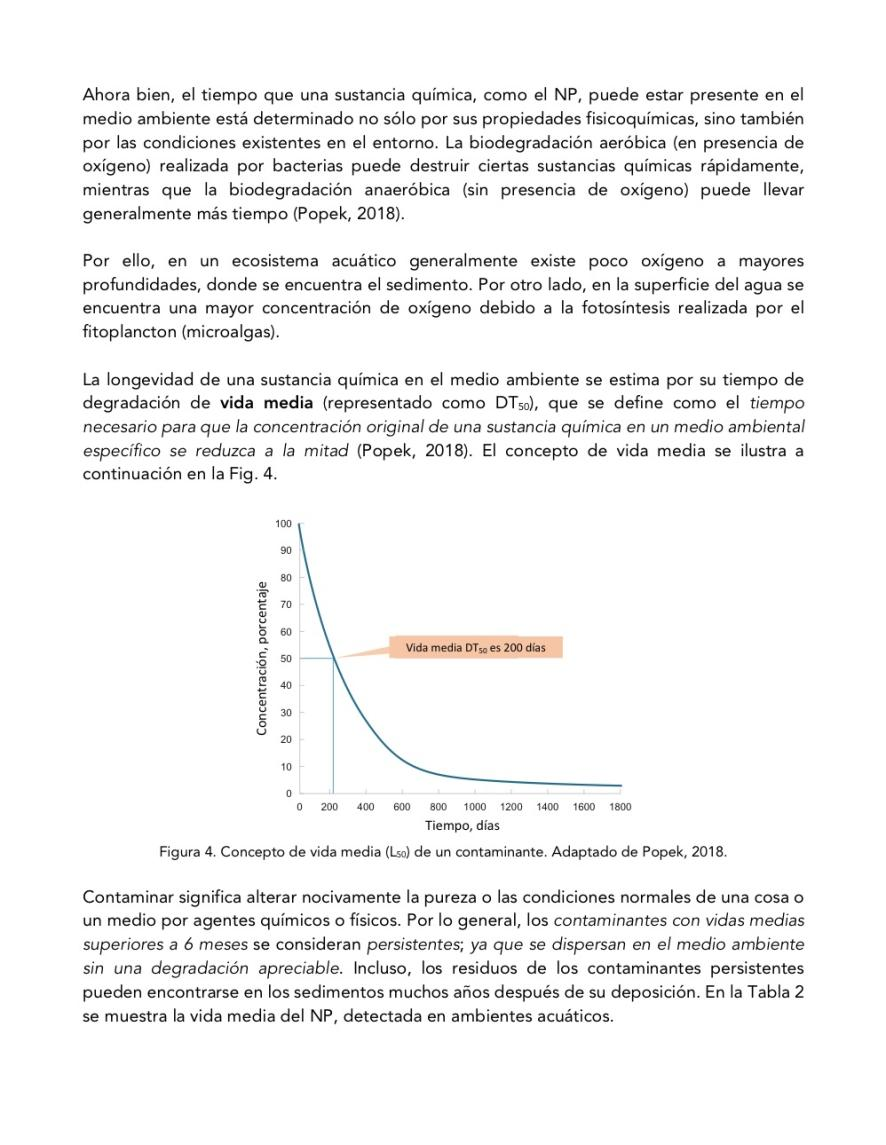 Ahora bien, el tiempo que una sustancia química, como el NP, puede estar presente en el
medio ambiente está determinado no sólo por sus propiedades fisicoquímicas, sino también
por las condiciones existentes en el entorno. La biodegradación aeróbica (en presencia de
oxígeno) realizada por bacterias puede destruir ciertas sustancias químicas rápidamente,
mientras que la biodegradación anaeróbica (sin presencia de oxígeno) puede llevar
generalmente más tiempo (Popek, 2018).
Por ello, en un ecosistema acuático generalmente existe poco oxígeno a mayores
profundidades, donde se encuentra el sedimento. Por otro lado, en la superficie del agua se
encuentra una mayor concentración de oxígeno debido a la fotosíntesis realizada por el
fitoplancton (microalgas).
La longevidad de una sustancia química en el medio ambiente se estima por su tiempo de
degradación de vida media (representado como DT50), que se define como el tiempo
necesario para que la concentración original de una sustancia química en un medio ambiental
específico se reduzca a la mitad (Popek, 2018). El concepto de vida media se ilustra a
continuación en la Fig. 4.
Concentración, porcentaje
100
90
80
70
60
50
40
30
20
10
0
Vida media DT50 es 200 días
0 200 400 600 800 1000 1200 1400 1600 1800
Tiempo, días
Figura 4. Concepto de vida media (L50) de un contaminante. Adaptado de Popek, 2018.
Contaminar significa alterar nocivamente la pureza o las condiciones normales de una cosa o
un medio por agentes químicos o físicos. Por lo general, los contaminantes con vidas medias
superiores a 6 meses se consideran persistentes; ya que se dispersan en el medio ambiente
sin una degradación apreciable. Incluso, los residuos de los contaminantes persistentes
pueden encontrarse en los sedimentos muchos años después de su deposición. En la Tabla 2
se muestra la vida media del NP, detectada en ambientes acuáticos.